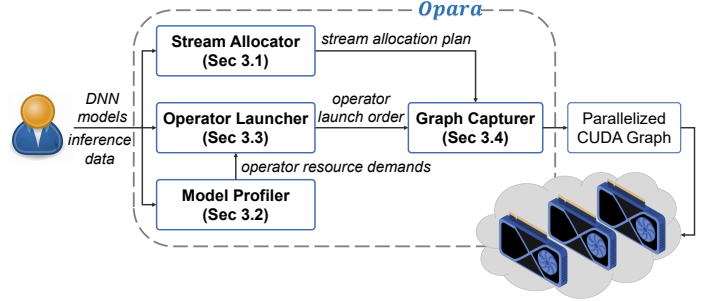 Opara
Stream Allocator
(Sec 3.1)
stream allocation plan
DNN
models
inference
data
Operator Launcher
(Sec 3.3)
operator
launch order
Graph Capturer
(Sec 3.4)
Parallelized
CUDA Graph
operator resource demands
Model Profiler
(Sec 3.2)